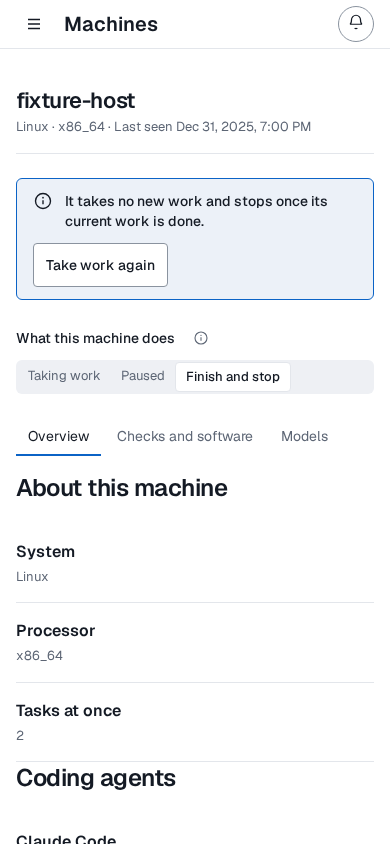 Machines
fixture-host
Linux · x86_64 · Last seen Dec 31, 2025, 7:00 PM
It takes no new work and stops once its
current work is done.
Take work again
What this machine does
Taking work Paused Finish and stop
Overview Checks and software Models
About this machine
System
Linux
Processor
x86_64
Tasks at once
2
Coding agents
Claude Code